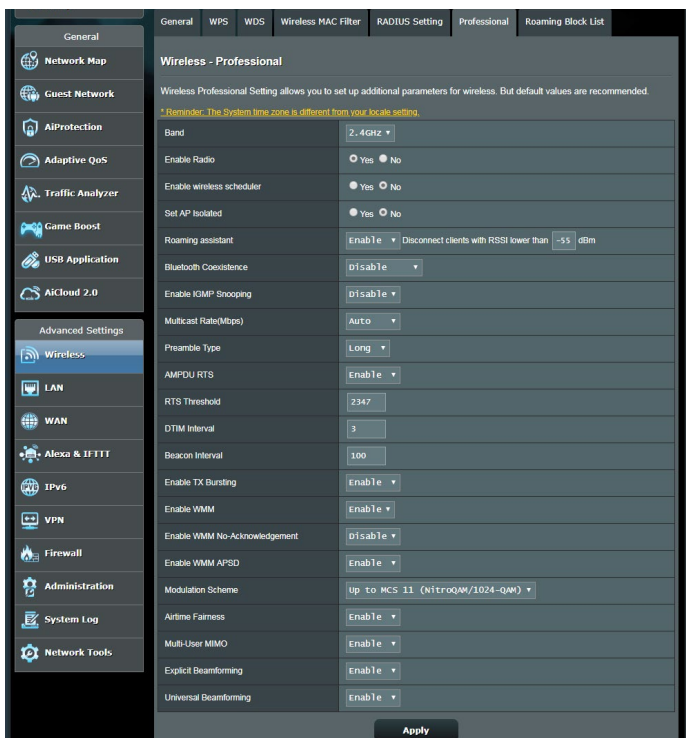 General
Network Map
Guest Network
AiProtection
Adaptive QoS
Traffic Analyzer
Game Boost
USB Application
AiCloud 2.0
Advanced Settings
Wireless
LAN
WAN
Alexa & IFTTT
IPv6
VPN
Firewall
Administration
System Log
Network Tools
General WPS WDS Wireless MAC Filter RADIUS Setting Professional Roaming Block List
Wireless - Professional
Wireless Professional Setting allows you to set up additional parameters for wireless. But default values are recommended.
* Reminder: The System time zone is different from your locale setting.
Band 2.4GHz
Enable Radio Yes No
Enable wireless scheduler Yes No
Set AP Isolated Yes No
Roaming assistant Enable Disconnect clients with RSSI lower than -55 dBm
Bluetooth Coexistence Disable
Enable IGMP Snooping Disable
Multicast Rate(Mbps) Auto
Preamble Type Long
AMPDU RTS Enable
RTS Threshold 2347
DTIM Interval 3
Beacon Interval 100
Enable TX Bursting Enable
Enable WMM Enable
Enable WMM No-Acknowledgement Disable
Enable WMM APSD Enable
Modulation Scheme Up to MCS 11 (NitroQAM/1024-QAM)
Airtime Fairness Enable
Multi-User MIMO Enable
Explicit Beamforming Enable
Universal Beamforming Enable
Apply